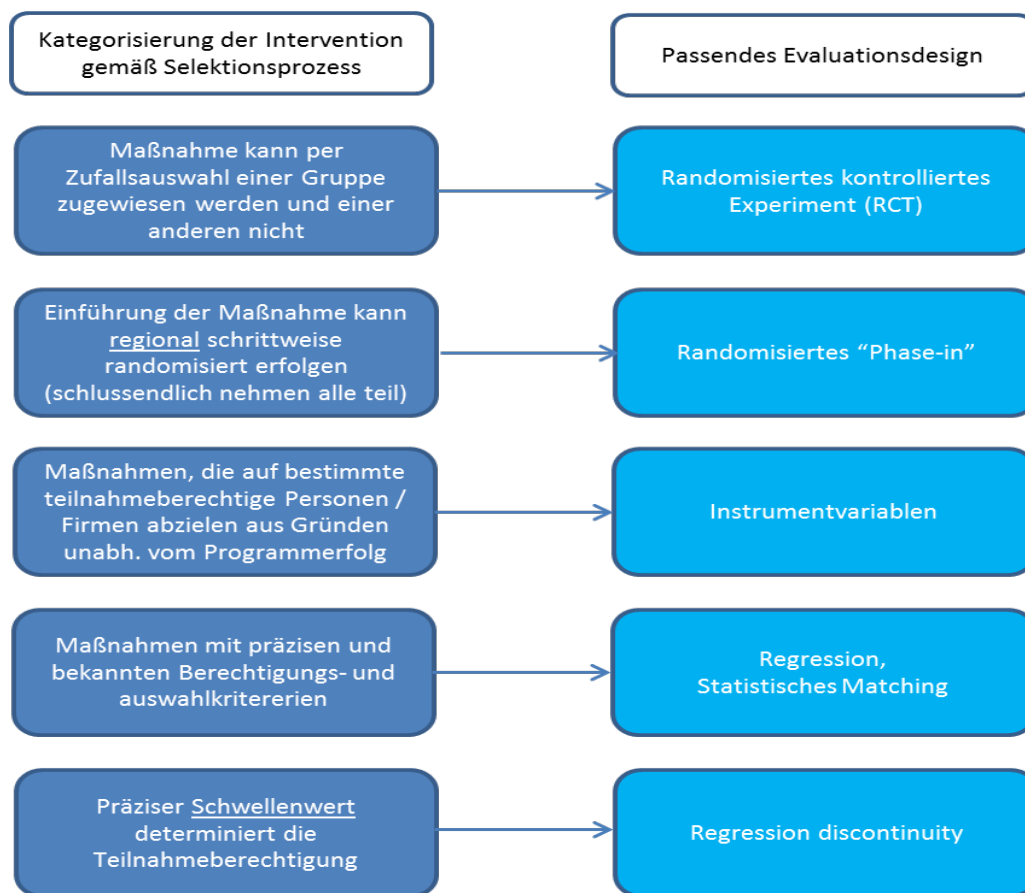 Kategorisierung der Intervention
gemäß Selektionsprozess
Passendes Evaluationsdesign
Maßnahme kann per
Zufallsauswahl einer Gruppe
zugewiesen werden und einer
anderen nicht
Randomisiertes kontrolliertes
Experiment (RCT)
Einführung der Maßnahme kann
regional schrittweise
randomisiert erfolgen
(schlussendlich nehmen alle teil)
Randomisiertes “Phase-in”
Maßnahmen, die auf bestimmte
teilnahmeberechtige Personen /
Firmen abzielen aus Gründen
unabh. vom Programmerfolg
Instrumentvariablen
Maßnahmen mit präzisen und
bekannten Berechtigungs- und
auswahlkritererien
Regression,
Statistisches Matching
Präziser Schwellenwert
determiniert die
Teilnahmeberechtigung
Regression discontinuity